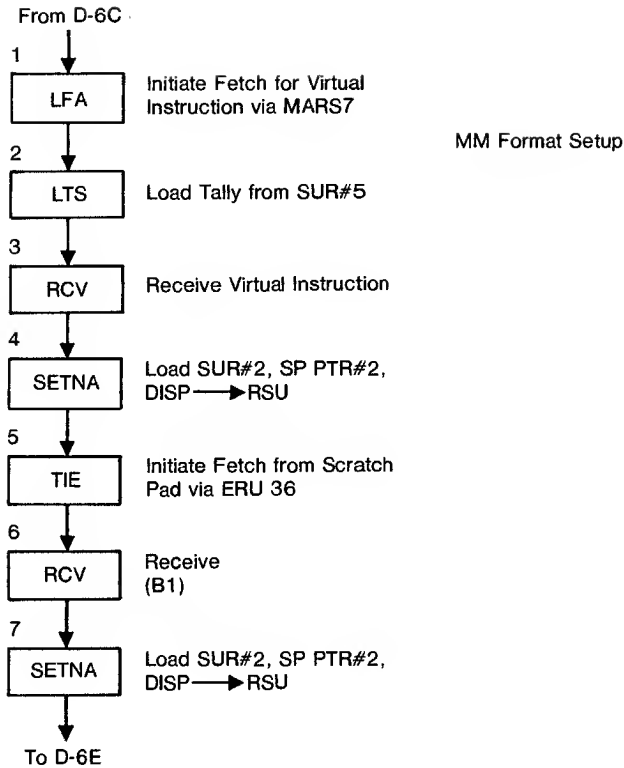 From D-6C
1
LFA
Initiate Fetch for Virtual
Instruction via MARS7
MM Format Setup
2
LTS
Load Tally from SUR#5
3
RCV
Receive Virtual Instruction
4
SETNA
Load SUR#2, SP PTR#2,
DISP → RSU
5
TIE
Initiate Fetch from Scratch
Pad via ERU 36
6
RCV
Receive
(B1)
7
SETNA
Load SUR#2, SP PTR#2,
DISP → RSU
To D-6E